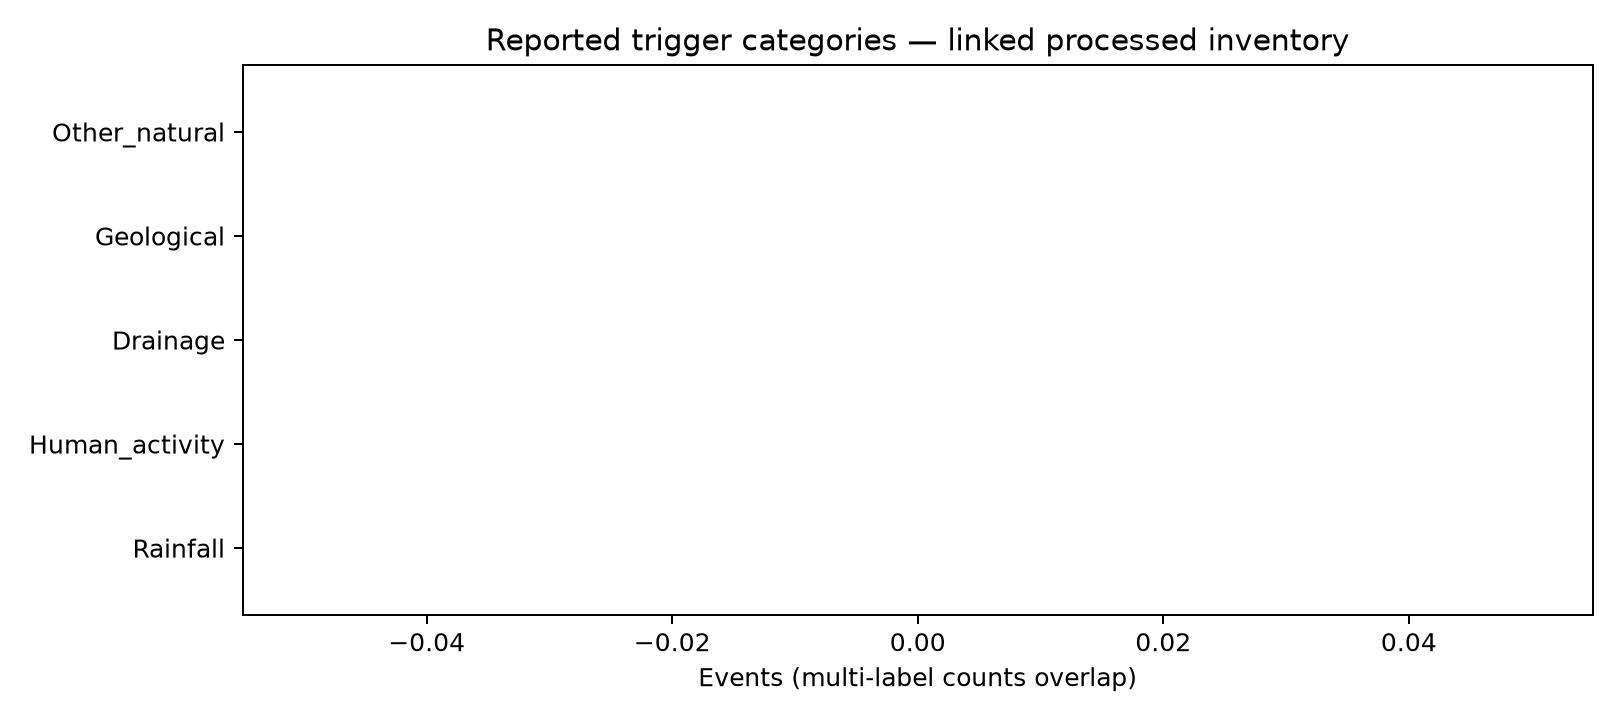 Reported trigger categories — linked processed inventory
Other_natural
Geological
Drainage
Human_activity
Rainfall
−0.04 −0.02 0.00 0.02 0.04
Events (multi-label counts overlap)